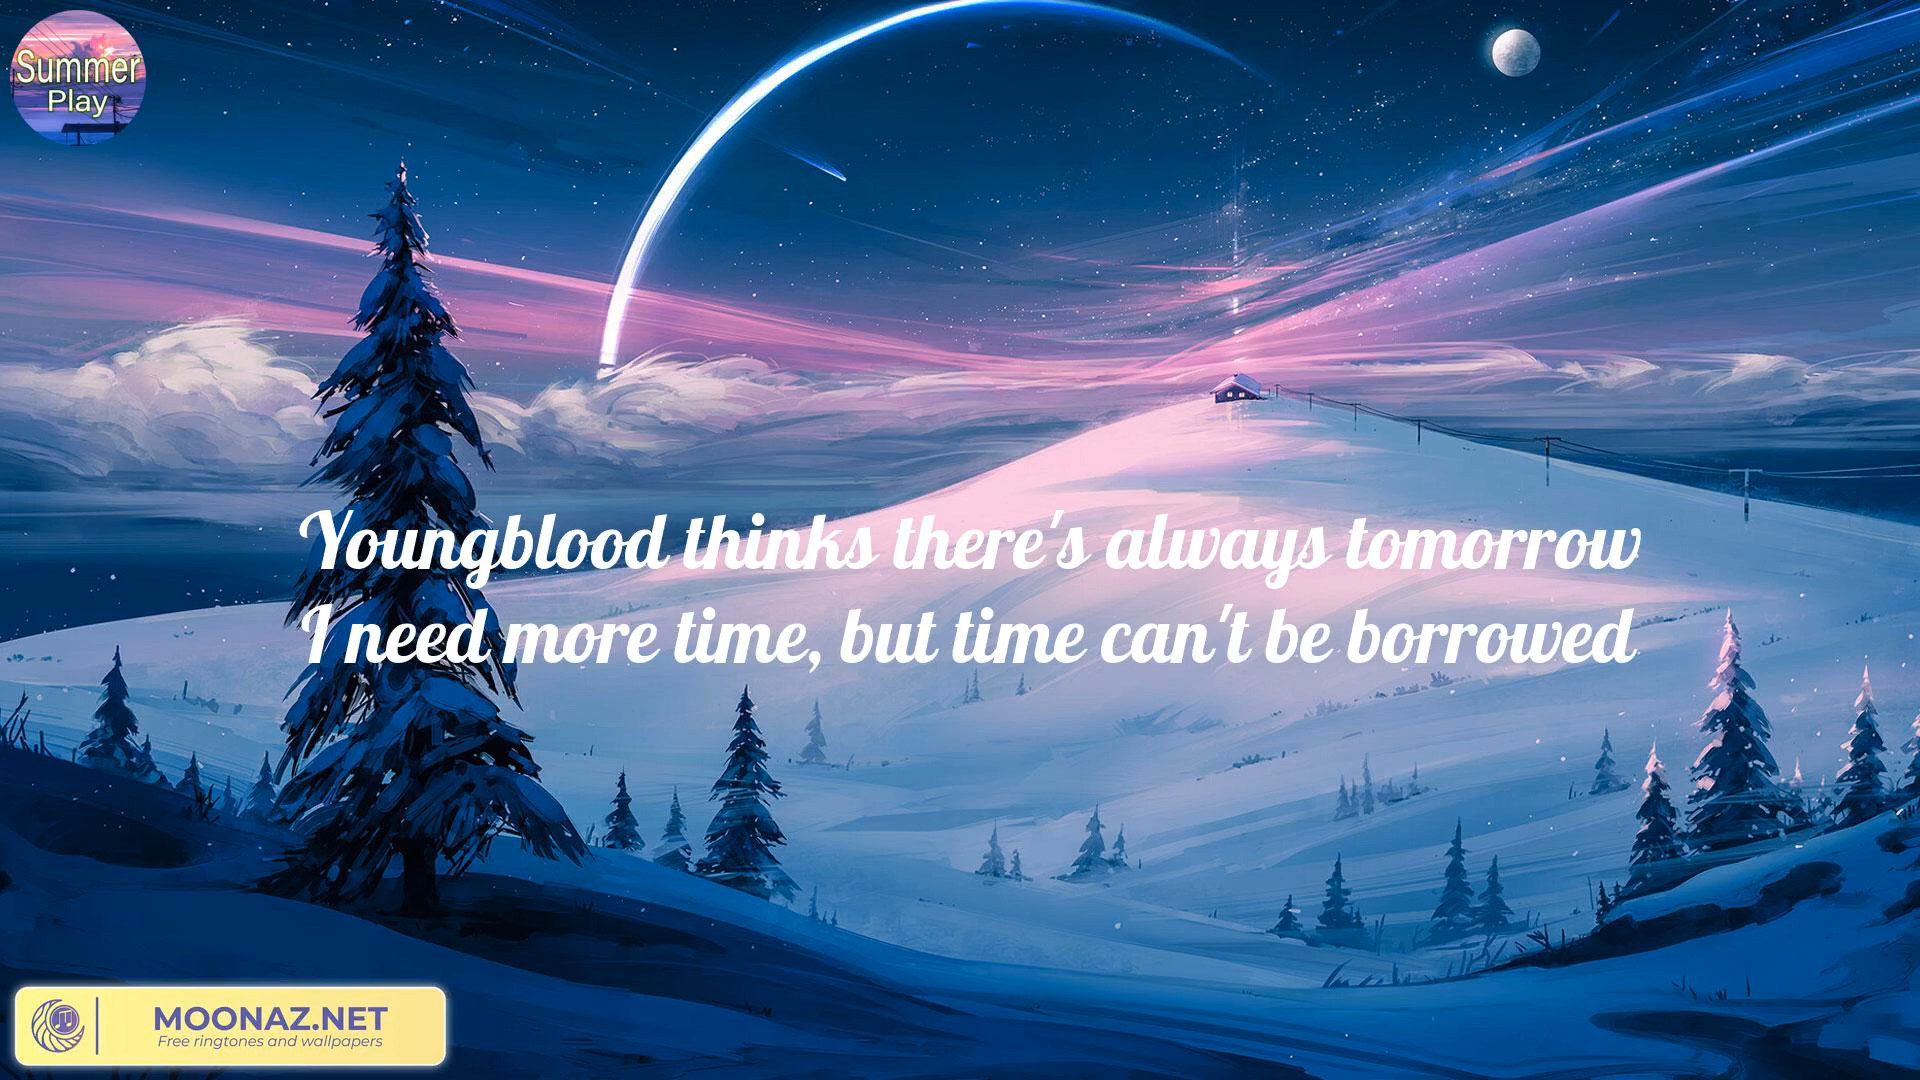 Summer
Play
Youngblood thinks there's always tomorrow
I need more time, but time can't be borrowed
MOONAZ.NET
Free ringtones and wallpapers